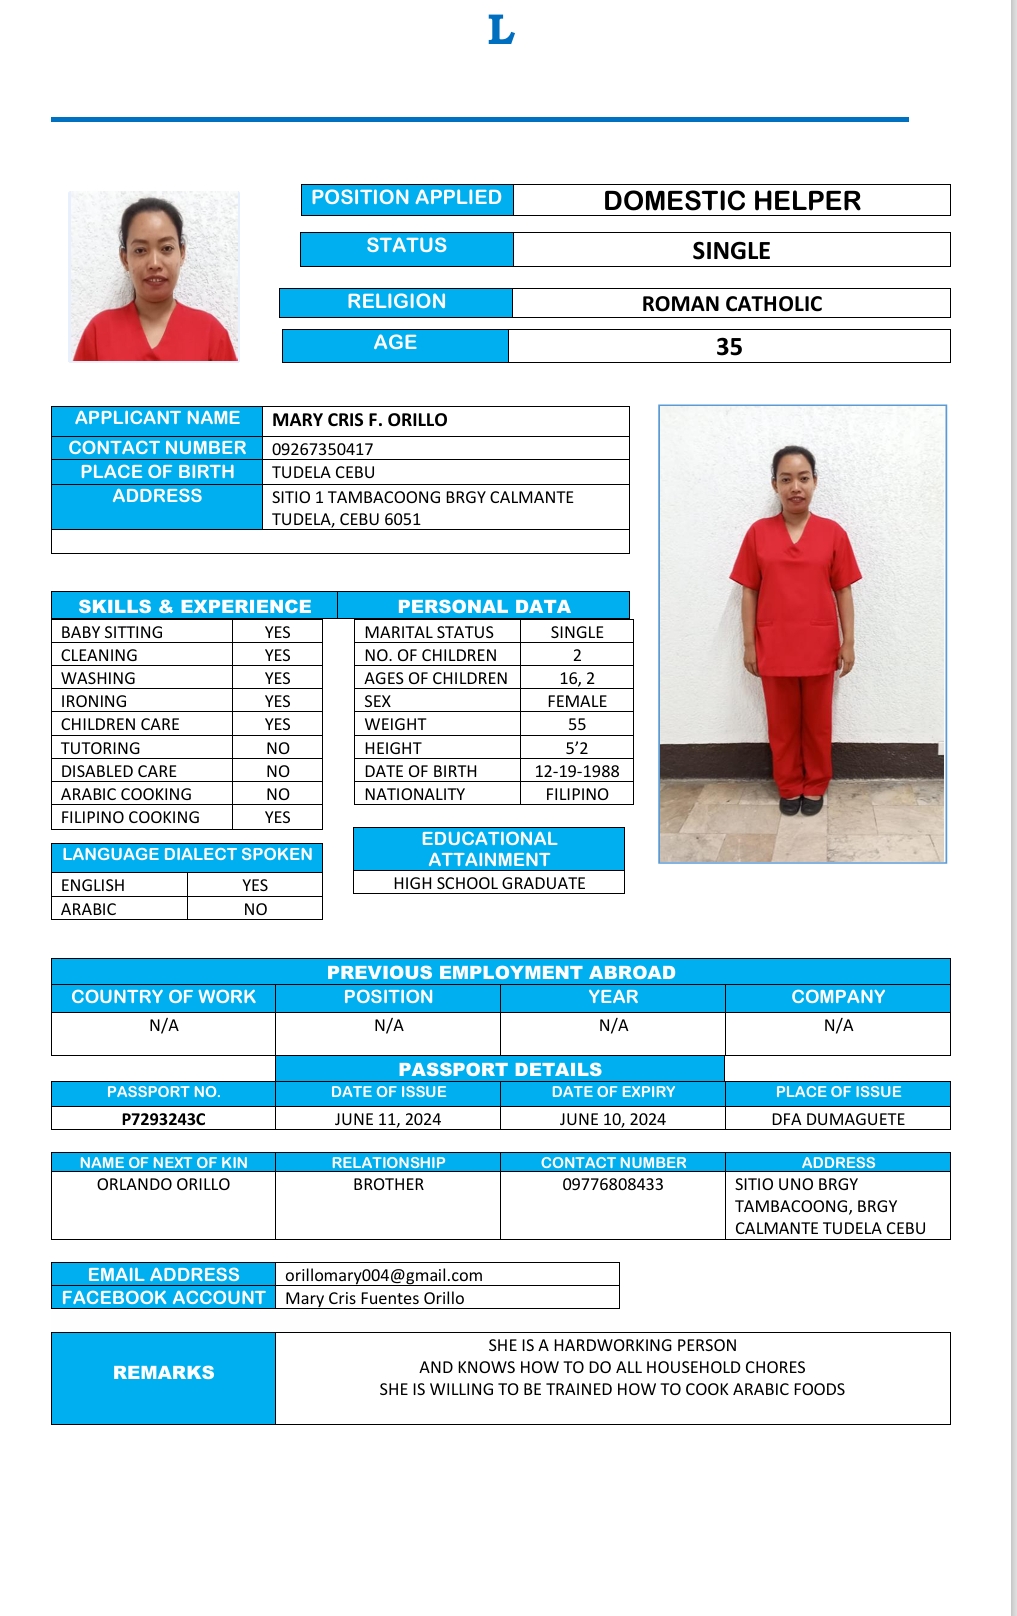 L
POSITION APPLIED DOMESTIC HELPER
STATUS SINGLE
RELIGION ROMAN CATHOLIC
AGE 35
APPLICANT NAME MARY CRIS F. ORILLO
CONTACT NUMBER 09267350417
PLACE OF BIRTH TUDELA CEBU
ADDRESS SITIO 1 TAMBACOONG BRGY CALMANTE
TUDELA, CEBU 6051
SKILLS & EXPERIENCE
BABY SITTING YES
CLEANING YES
WASHING YES
IRONING YES
CHILDREN CARE YES
TUTORING NO
DISABLED CARE NO
ARABIC COOKING NO
FILIPINO COOKING YES
LANGUAGE DIALECT SPOKEN
ENGLISH YES
ARABIC NO
PERSONAL DATA
MARITAL STATUS SINGLE
NO. OF CHILDREN 2
AGES OF CHILDREN 16, 2
SEX FEMALE
WEIGHT 55
HEIGHT 5’2
DATE OF BIRTH 12-19-1988
NATIONALITY FILIPINO
EDUCATIONAL
ATTAINMENT
HIGH SCHOOL GRADUATE
PREVIOUS EMPLOYMENT ABROAD
COUNTRY OF WORK POSITION YEAR COMPANY
N/A N/A N/A N/A
PASSPORT DETAILS
PASSPORT NO. DATE OF ISSUE DATE OF EXPIRY PLACE OF ISSUE
P7293243C JUNE 11, 2024 JUNE 10, 2024 DFA DUMAGUETE
NAME OF NEXT OF KIN RELATIONSHIP CONTACT NUMBER ADDRESS
ORLANDO ORILLO BROTHER 09776808433 SITIO UNO BRGY
TAMBACOONG, BRGY
CALMANTE TUDELA CEBU
EMAIL ADDRESS orillomary004@gmail.com
FACEBOOK ACCOUNT Mary Cris Fuentes Orillo
REMARKS
SHE IS A HARDWORKING PERSON
AND KNOWS HOW TO DO ALL HOUSEHOLD CHORES
SHE IS WILLING TO BE TRAINED HOW TO COOK ARABIC FOODS